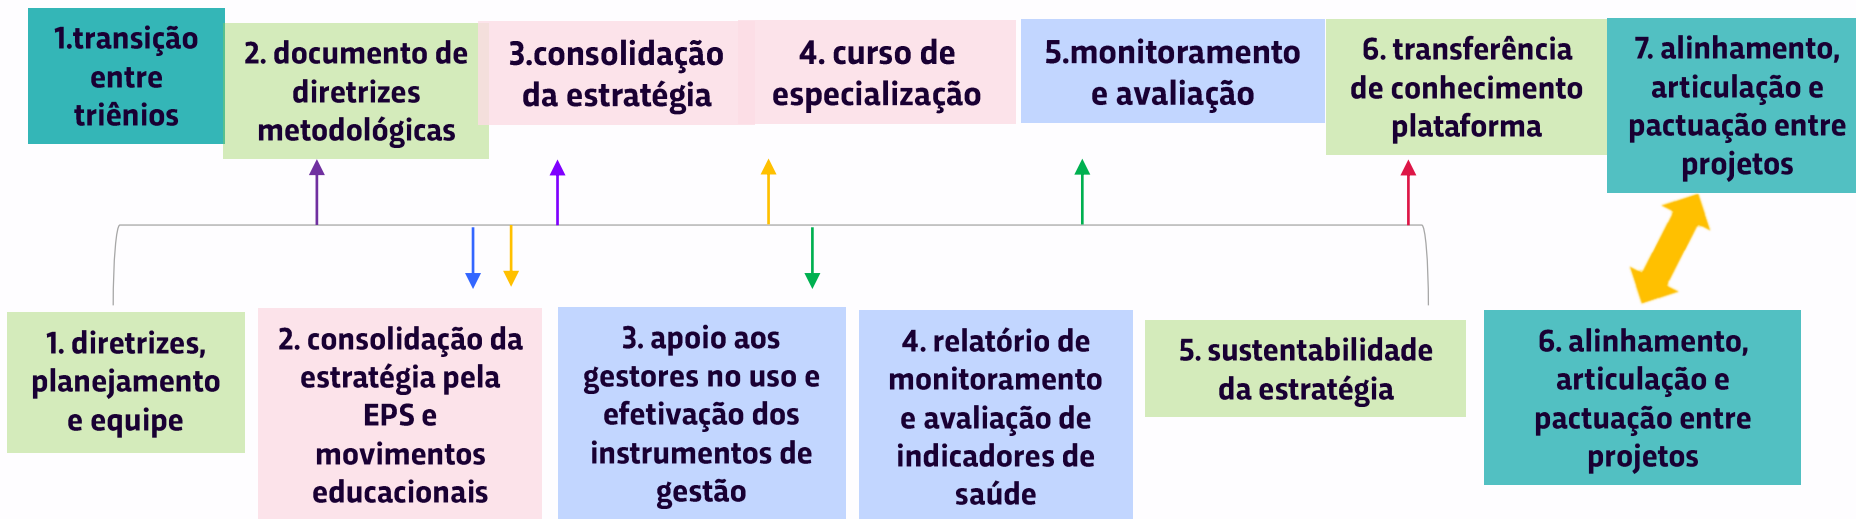 1.transição
entre
triênios
2. documento de
diretrizes
metodológicas
3.consolidação
da estratégia
4. curso de
especialização
5.monitoramento
e avaliação
6. transferência
de conhecimento
plataforma
7. alinhamento,
articulação e
pactuação entre
projetos
1. diretrizes,
planejamento
e equipe
2. consolidação da
estratégia pela
EPS e
movimentos
educacionais
3. apoio aos
gestores no uso e
efetivação dos
instrumentos de
gestão
4. relatório de
monitoramento
e avaliação de
indicadores de
saúde
5. sustentabilidade
da estratégia
6. alinhamento,
articulação e
pactuação entre
projetos